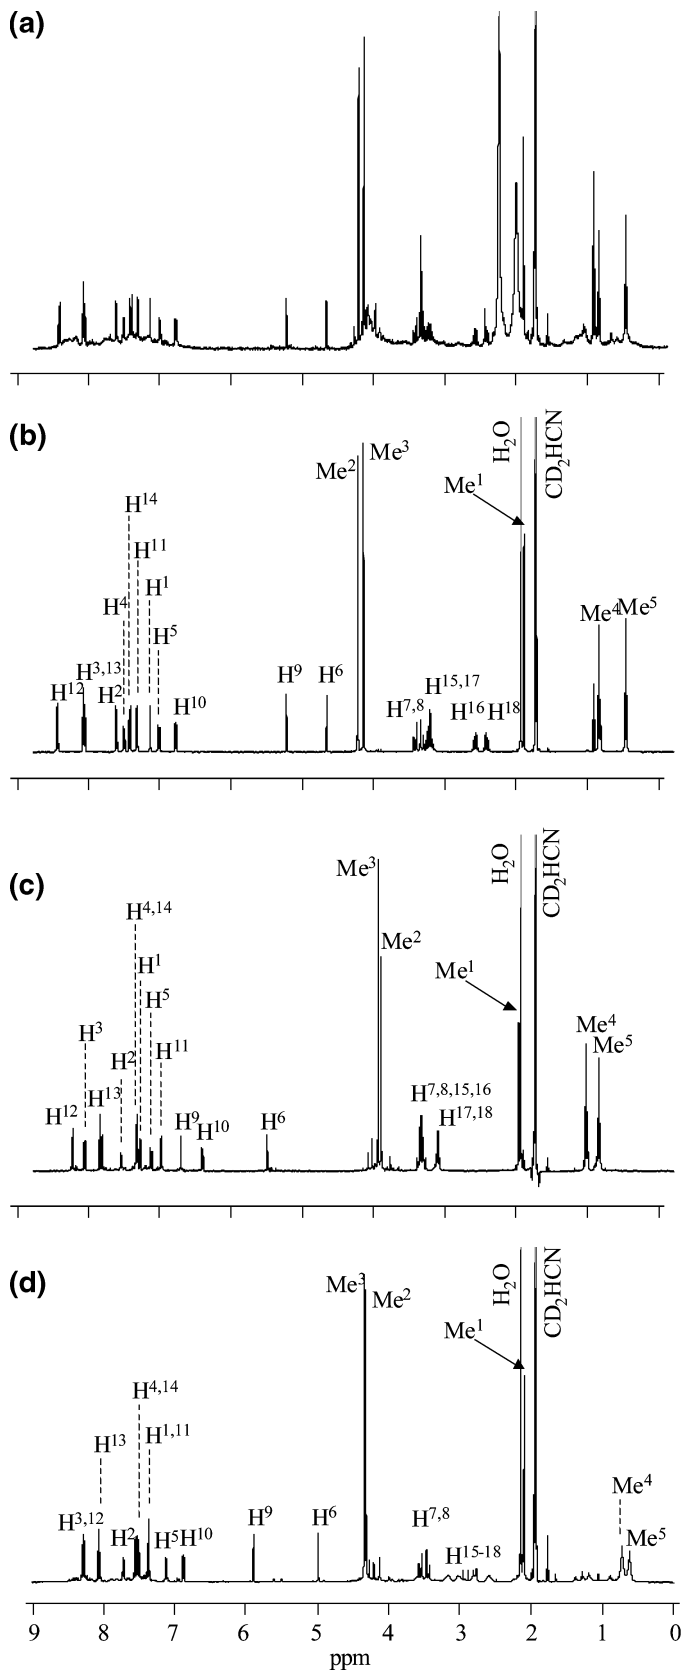 (a)
(b)
H₂O
CD₂HCN
Me²
Me³
Me¹
H¹⁴
H¹¹
H¹
H⁴
H⁵
Me⁴
Me⁵
H¹²
H³,¹³
H²
H¹⁰
H⁹
H⁶
H⁷,⁸
H¹⁵,¹⁷
H¹⁶
H¹⁸
(c)
H₂O
CD₂HCN
Me³
Me²
Me¹
H⁴,¹⁴
H¹
H⁵
H³
H²
H¹¹
Me⁴
Me⁵
H¹²
H¹³
H⁹
H¹⁰
H⁶
H⁷,⁸,¹⁵,¹⁶
H¹⁷,¹⁸
(d)
H₂O
CD₂HCN
Me³
Me²
Me¹
H⁴,¹⁴
H¹³
H¹,¹¹
Me⁴
Me⁵
H³,¹²
H²
H⁵
H¹⁰
H⁹
H⁶
H⁷,⁸
H¹⁵⁻¹⁸
9 8 7 6 5 4 3 2 1 0
ppm